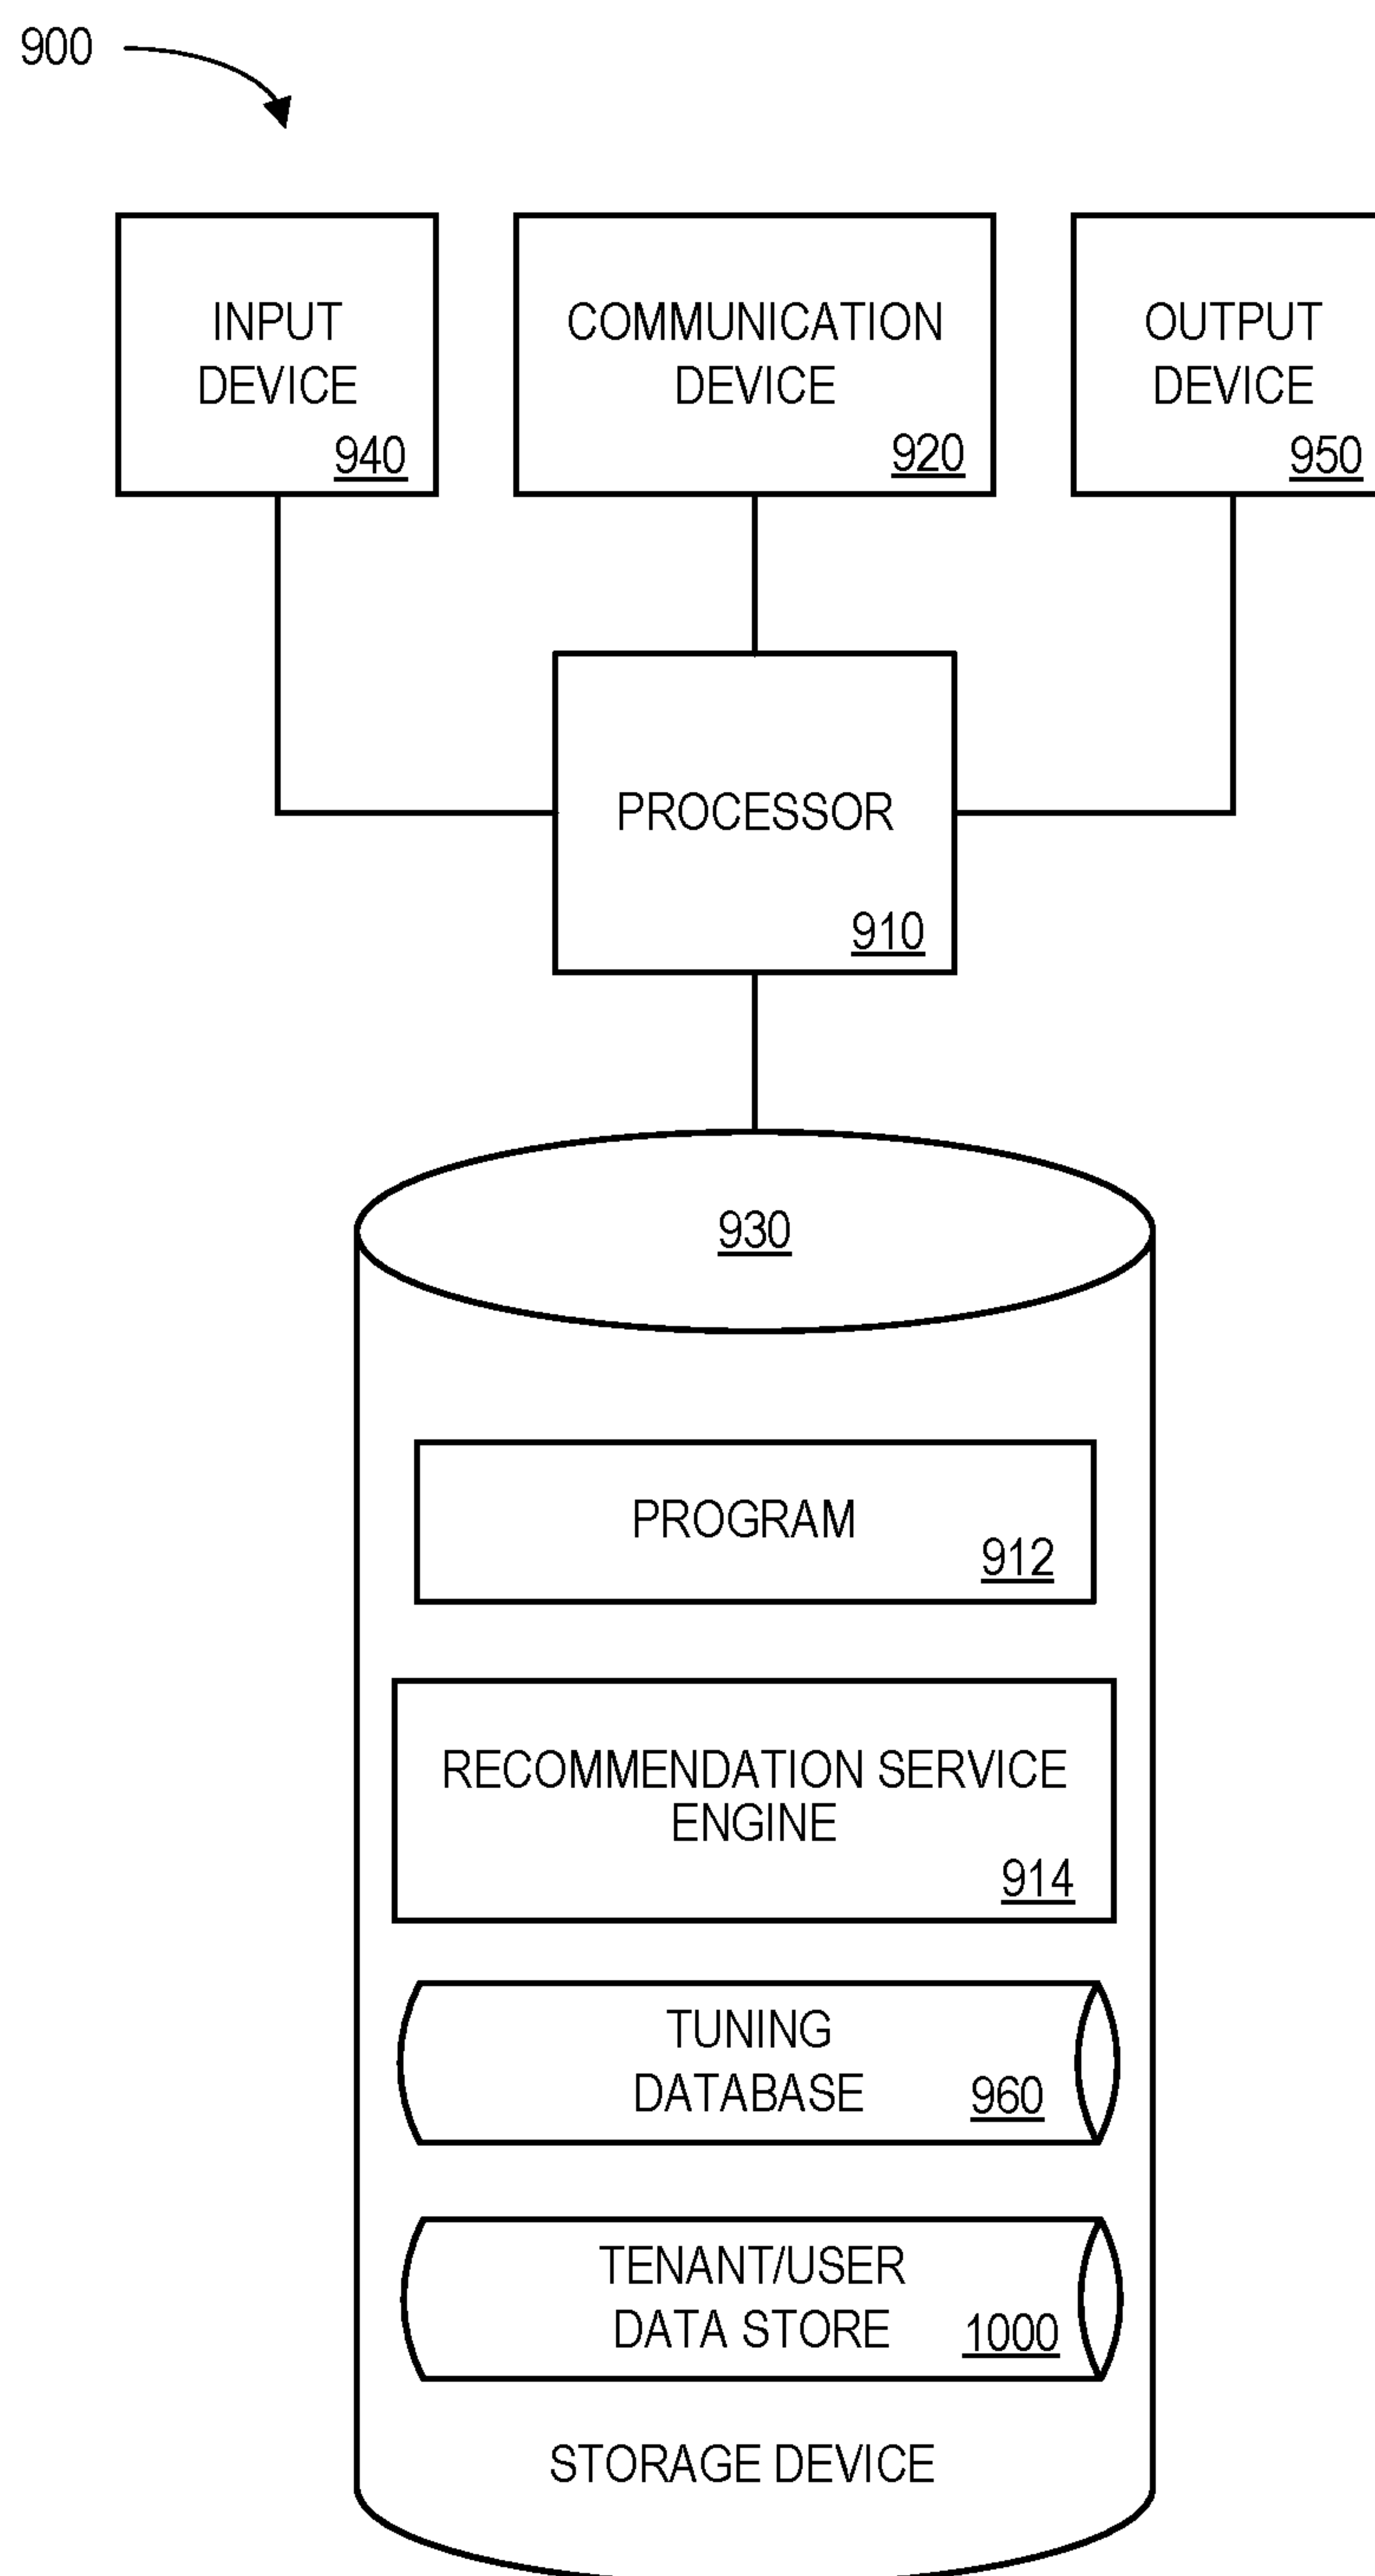 900
INPUT
DEVICE
940
COMMUNICATION
DEVICE
920
OUTPUT
DEVICE
950
PROCESSOR
910
930
PROGRAM
912
RECOMMENDATION SERVICE
ENGINE
914
TUNING
DATABASE
960
TENANT/USER
DATA STORE
1000
STORAGE DEVICE